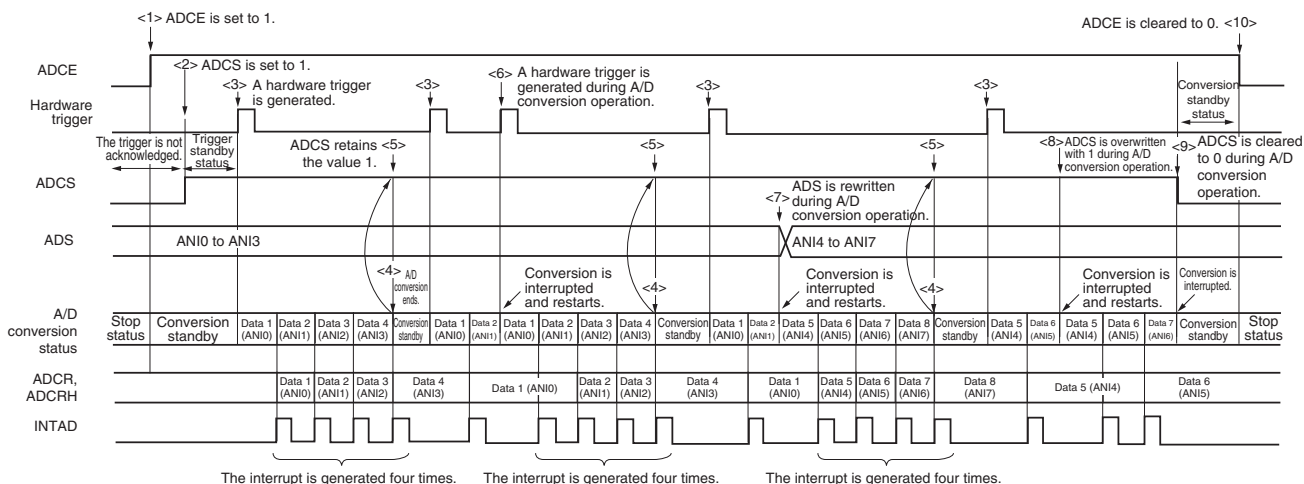 <1> ADCE is set to 1.
ADCE is cleared to 0. <10>
ADCE
<2> ADCS is set to 1.
<3> A hardware trigger
is generated.
<3>
<6> A hardware trigger is
generated during A/D
conversion operation.
<3>
<3>
Conversion
standby
status
Hardware
trigger
The trigger is not
acknowledged.
Trigger
standby
status
ADCS retains
the value 1.
<5>
<5>
<5>
<8> ADCS is overwritten
with 1 during A/D
conversion operation.
<9> ADCS is cleared
to 0 during A/D
conversion
operation.
ADCS
<7> ADS is rewritten
during A/D
conversion operation.
ADS
ANI0 to ANI3
ANI4 to ANI7
<4> A/D
conversion
ends.
Conversion is
interrupted
and restarts.
<4>
Conversion is
interrupted
and restarts.
<4>
Conversion is
interrupted
and restarts.
Conversion is
interrupted.
A/D
conversion
status
Stop
status
Conversion
standby
Data 1
(ANI0)
Data 2
(ANI1)
Data 3
(ANI2)
Data 4
(ANI3)
Conversion
standby
Data 1
(ANI0)
Data 2
(ANI1)
Data 1
(ANI0)
Data 2
(ANI1)
Data 3
(ANI2)
Data 4
(ANI3)
Conversion
standby
Data 1
(ANI0)
Data 2
(ANI1)
Data 5
(ANI4)
Data 6
(ANI5)
Data 7
(ANI6)
Data 8
(ANI7)
Conversion
standby
Data 5
(ANI4)
Data 6
(ANI5)
Data 5
(ANI4)
Data 6
(ANI5)
Data 7
(ANI6)
Conversion
standby
Stop
status
ADCR,
ADCRH
Data 1
(ANI0)
Data 2
(ANI1)
Data 3
(ANI2)
Data 4
(ANI3)
Data 1 (ANI0)
Data 2
(ANI1)
Data 3
(ANI2)
Data 4
(ANI3)
Data 1
(ANI0)
Data 5
(ANI4)
Data 6
(ANI5)
Data 7
(ANI6)
Data 8
(ANI7)
Data 5 (ANI4)
Data 6
(ANI5)
INTAD
The interrupt is generated four times.
The interrupt is generated four times.
The interrupt is generated four times.